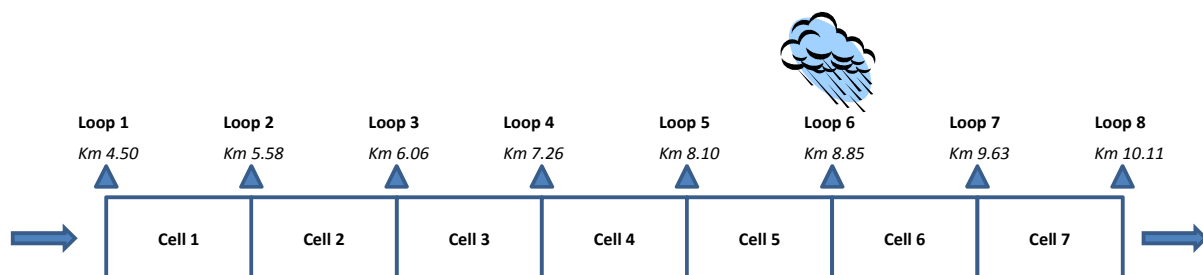 Loop 1 Loop 2 Loop 3 Loop 4 Loop 5 Loop 6 Loop 7 Loop 8
Km 4.50 Km 5.58 Km 6.06 Km 7.26 Km 8.10 Km 8.85 Km 9.63 Km 10.11
Cell 1 Cell 2 Cell 3 Cell 4 Cell 5 Cell 6 Cell 7